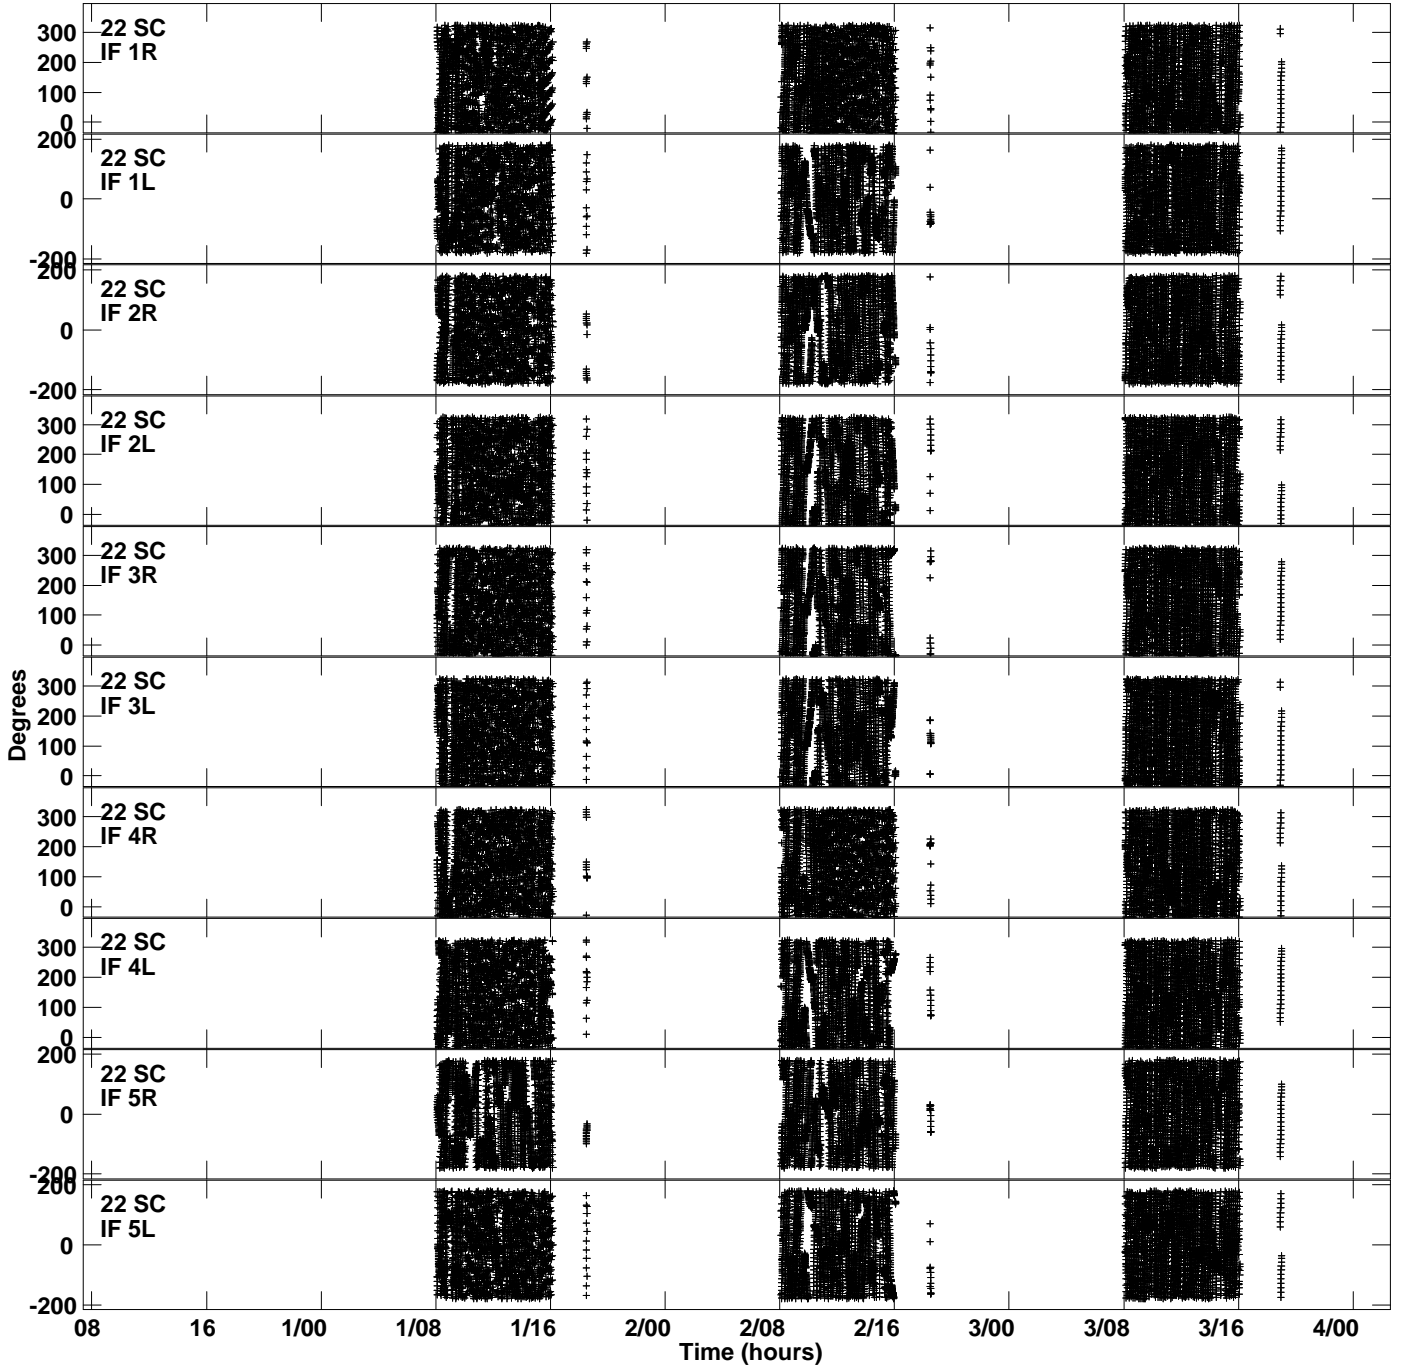 22 SC
IF 1R
300
200
100
0
22 SC
IF 1L
200
0
-200
22 SC
IF 2R
200
0
-200
22 SC
IF 2L
300
200
100
0
22 SC
IF 3R
300
200
100
0
22 SC
IF 3L
300
200
100
0
22 SC
IF 4R
300
200
100
0
22 SC
IF 4L
300
200
100
0
22 SC
IF 5R
200
0
-200
22 SC
IF 5L
200
0
-200
Degrees
08 16 1/00 1/08 1/16 2/00 2/08 2/16 3/00 3/08 3/16 4/00
Time (hours)